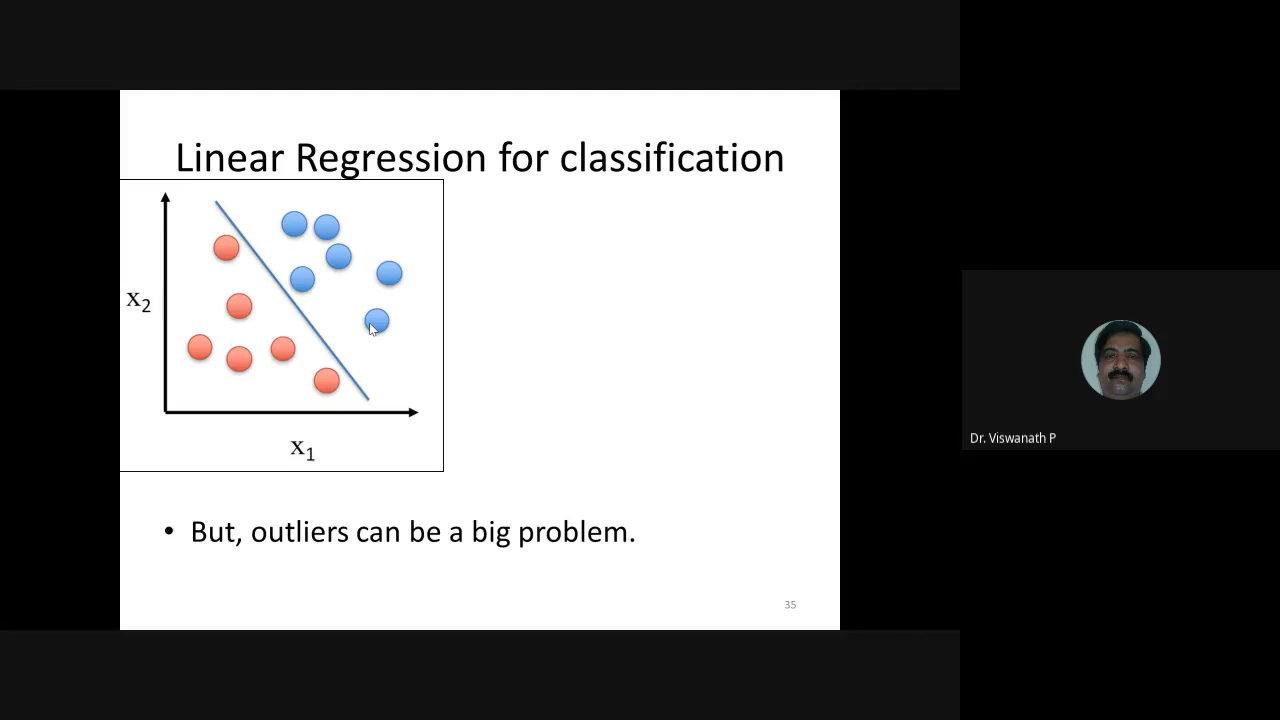 Linear Regression for classification
x2
x1
• But, outliers can be a big problem.
35
Dr. Viswanath P